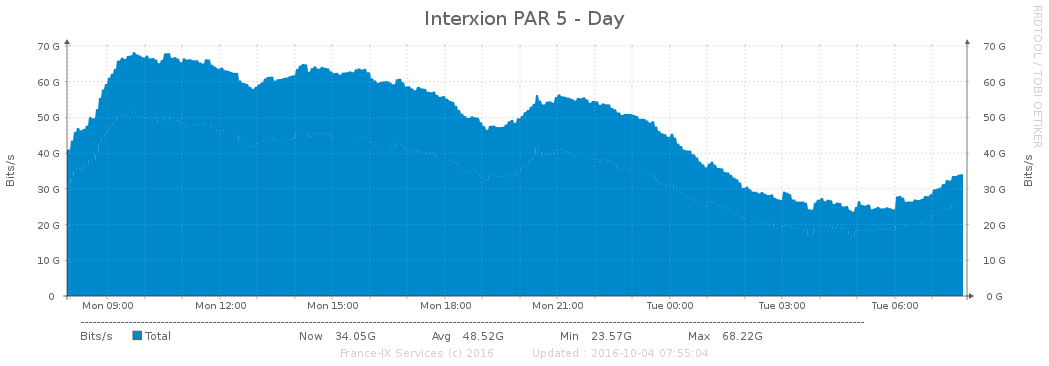 Interxion PAR 5 - Day
RRDTOOL / TOBI OETIKER
Bits/s
70 G
60 G
50 G
40 G
30 G
20 G
10 G
0
70 G
60 G
50 G
40 G
30 G
20 G
10 G
0 G
Bits/s
Mon 09:00 Mon 12:00 Mon 15:00 Mon 18:00 Mon 21:00 Tue 00:00 Tue 03:00 Tue 06:00
Bits/s Total Now 34.05G Avg 48.52G Min 23.57G Max 68.22G
France-IX Services (c) 2016 Updated : 2016-10-04 07:55:04